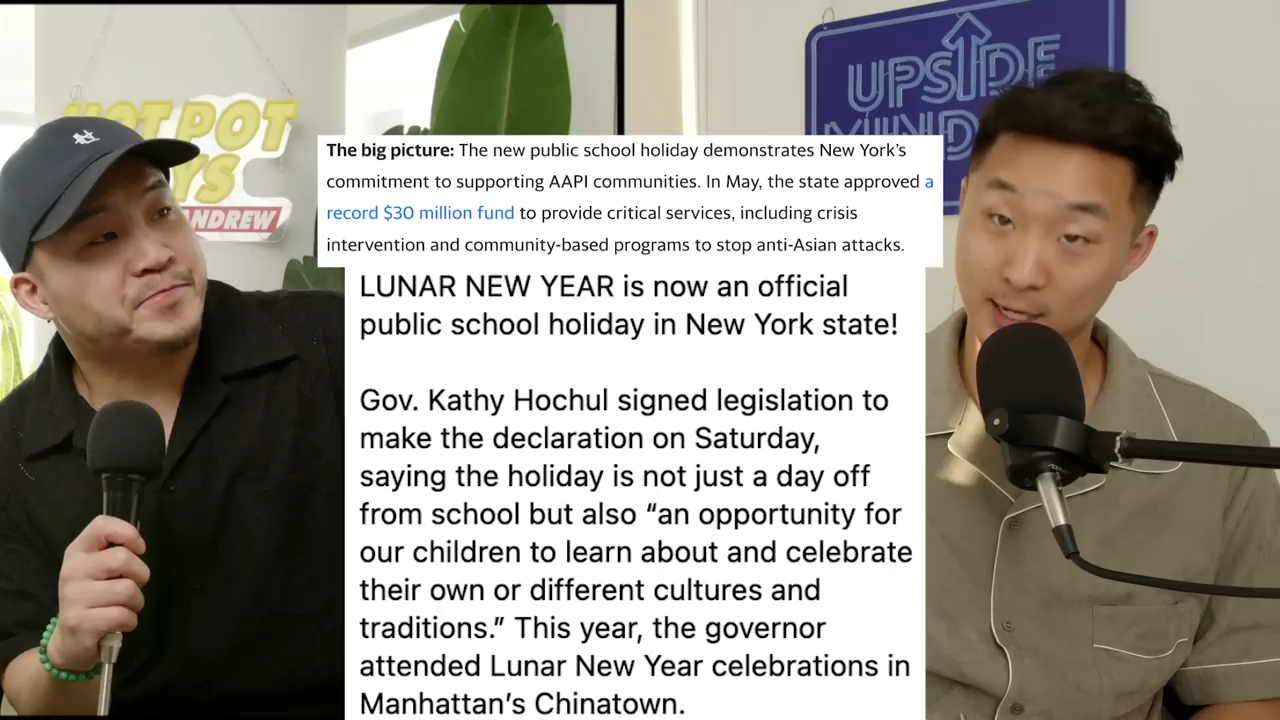 HOT POT
BOYS
ANDREW
UPSIDE
The big picture: The new public school holiday demonstrates New York's
commitment to supporting AAPI communities. In May, the state approved a
record $30 million fund to provide critical services, including crisis
intervention and community-based programs to stop anti-Asian attacks.
LUNAR NEW YEAR is now an official
public school holiday in New York state!
Gov. Kathy Hochul signed legislation to
make the declaration on Saturday,
saying the holiday is not just a day off
from school but also “an opportunity for
our children to learn about and celebrate
their own or different cultures and
traditions.” This year, the governor
attended Lunar New Year celebrations in
Manhattan’s Chinatown.